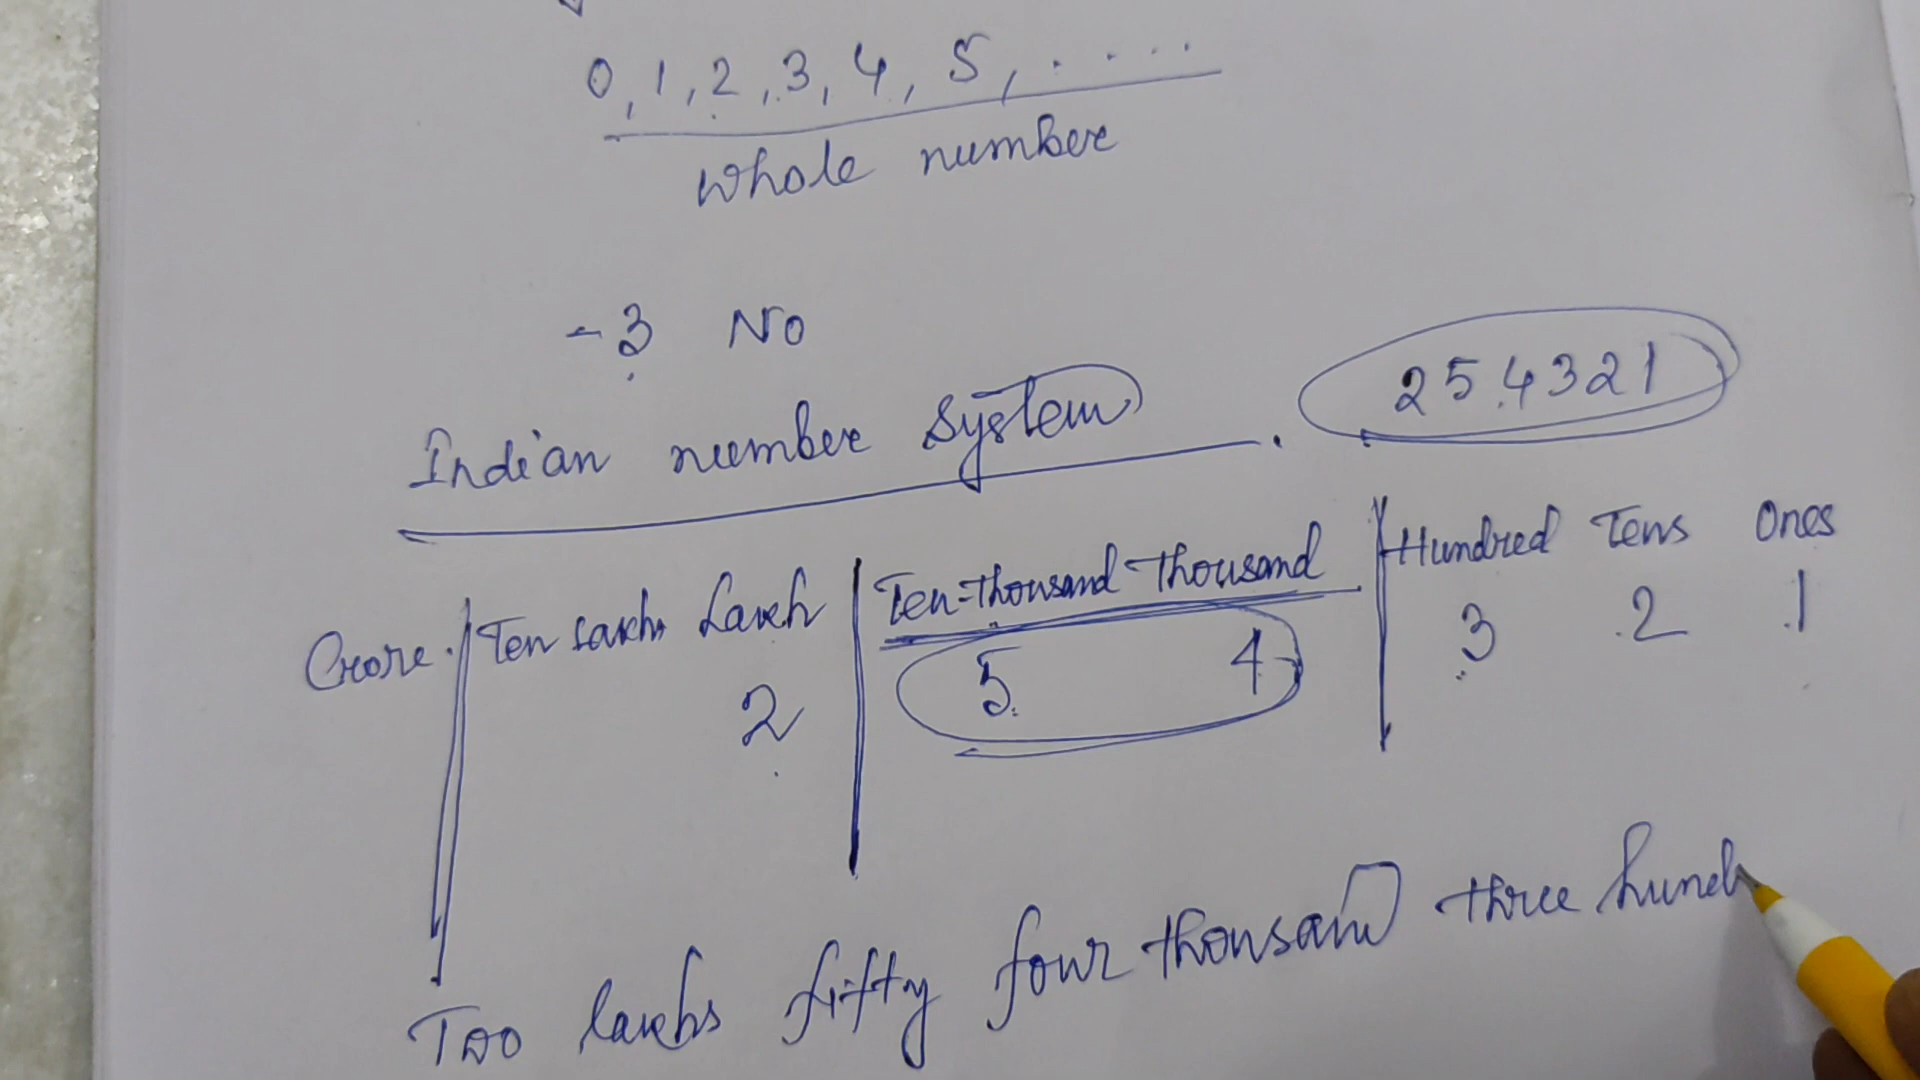 0, 1, 2, 3, 4, 5, . . . .
whole number
-3 No
Indian number system. 254321
Crore. Ten Lakhs Lakh Ten-thousand Thousand Hundred Tens Ones
2 5 4 3 2 1
Two lakhs fifty four thousand three hund